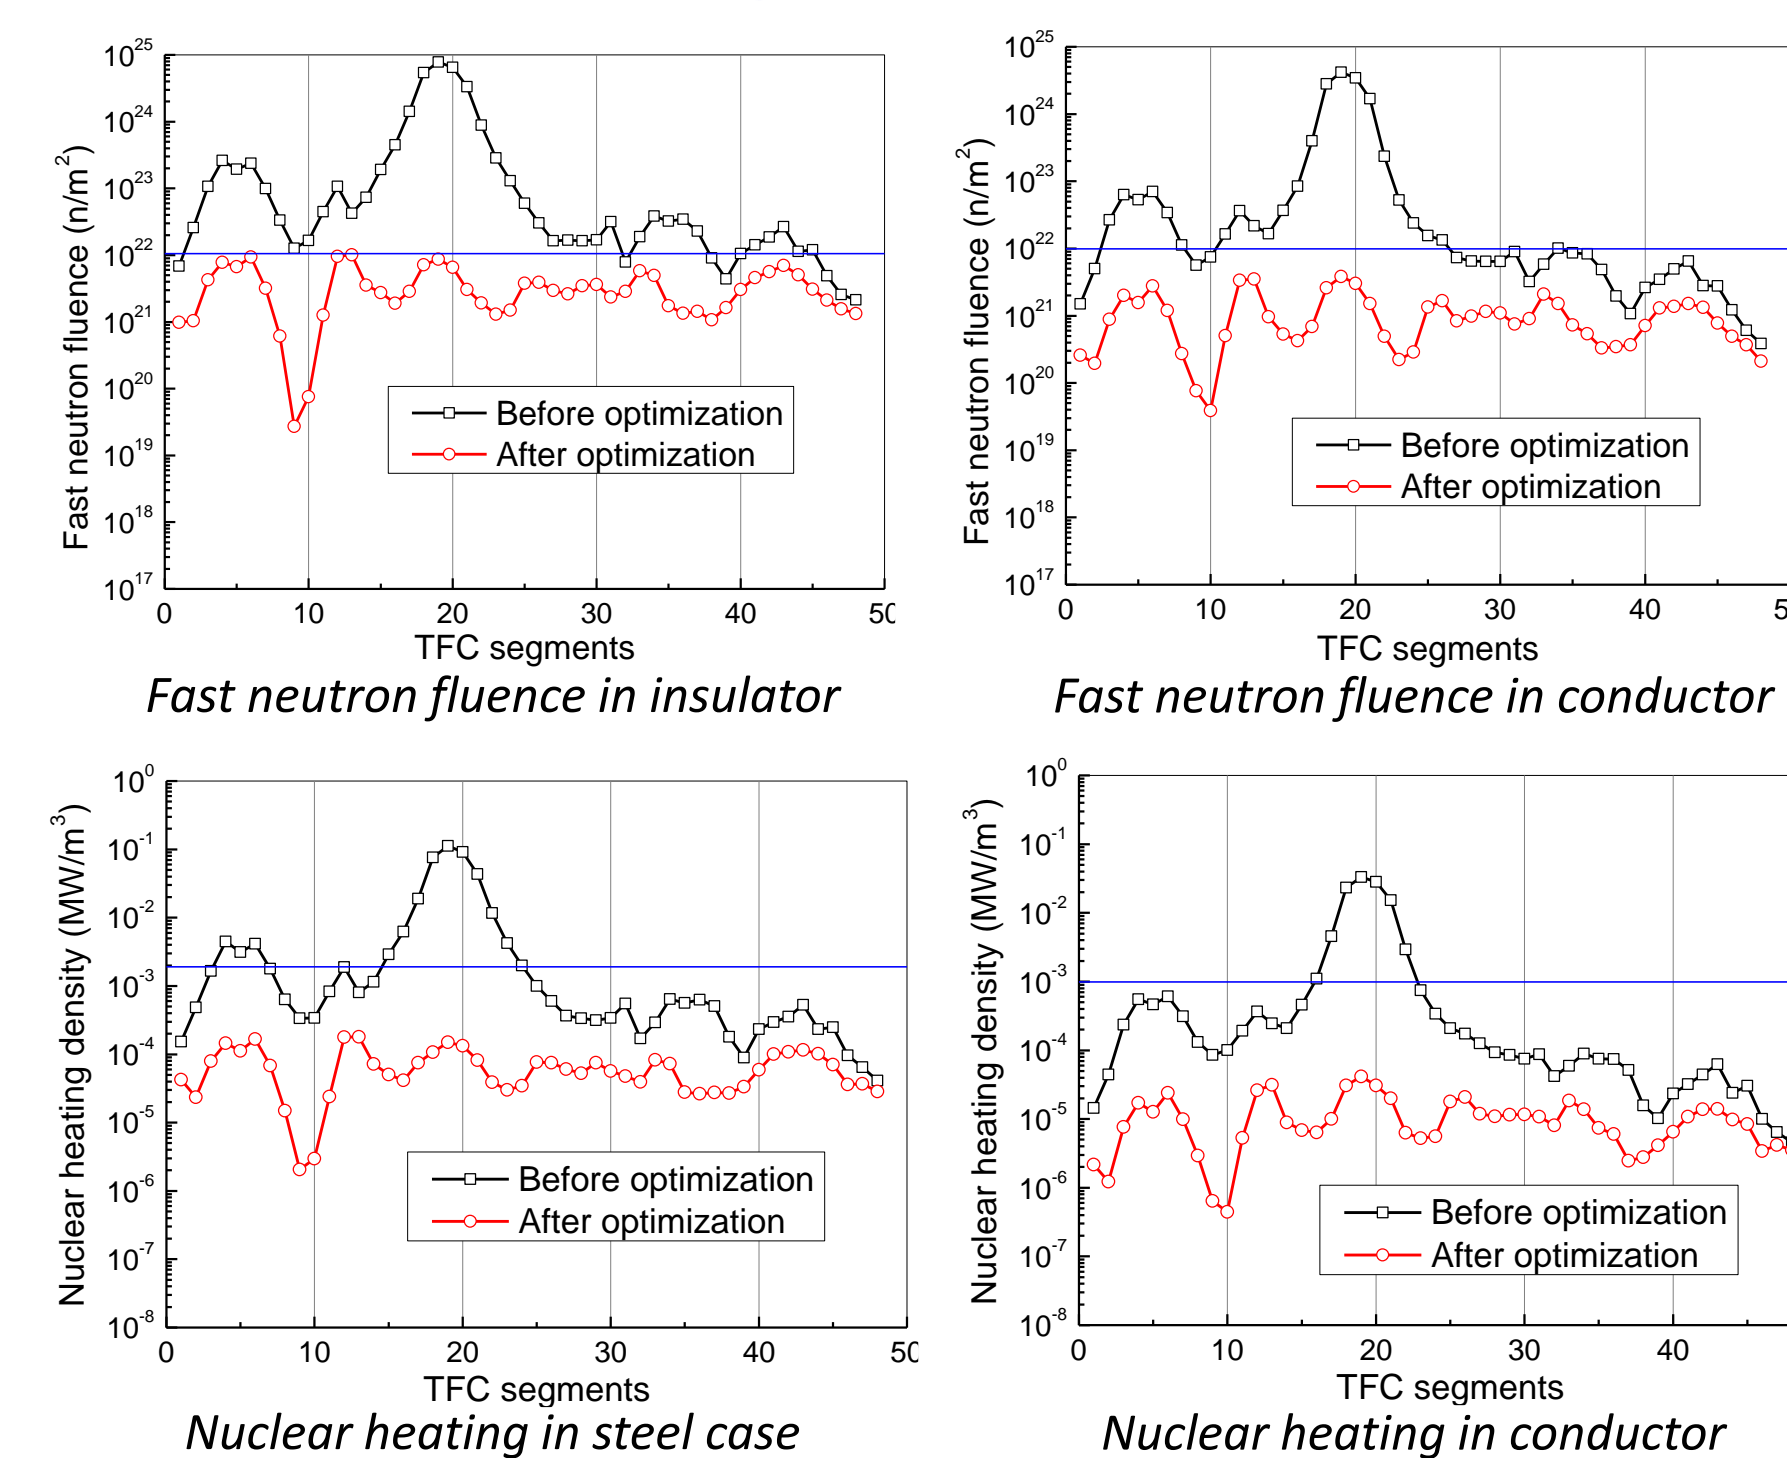 10^25
10^24
10^23
10^22
10^21
10^20
10^19
10^18
10^17
Fast neutron fluence (n/m^2)
Before optimization
After optimization
0 10 20 30 40 50
TFC segments
Fast neutron fluence in insulator
10^25
10^24
10^23
10^22
10^21
10^20
10^19
10^18
10^17
Fast neutron fluence (n/m^2)
Before optimization
After optimization
0 10 20 30 40 5
TFC segments
Fast neutron fluence in conductor
10^0
10^-1
10^-2
10^-3
10^-4
10^-5
10^-6
10^-7
10^-8
Nuclear heating density (MW/m^3)
Before optimization
After optimization
0 10 20 30 40 50
TFC segments
Nuclear heating in steel case
10^0
10^-1
10^-2
10^-3
10^-4
10^-5
10^-6
10^-7
10^-8
Nuclear heating density (MW/m^3)
Before optimization
After optimization
0 10 20 30 40
TFC segments
Nuclear heating in conductor